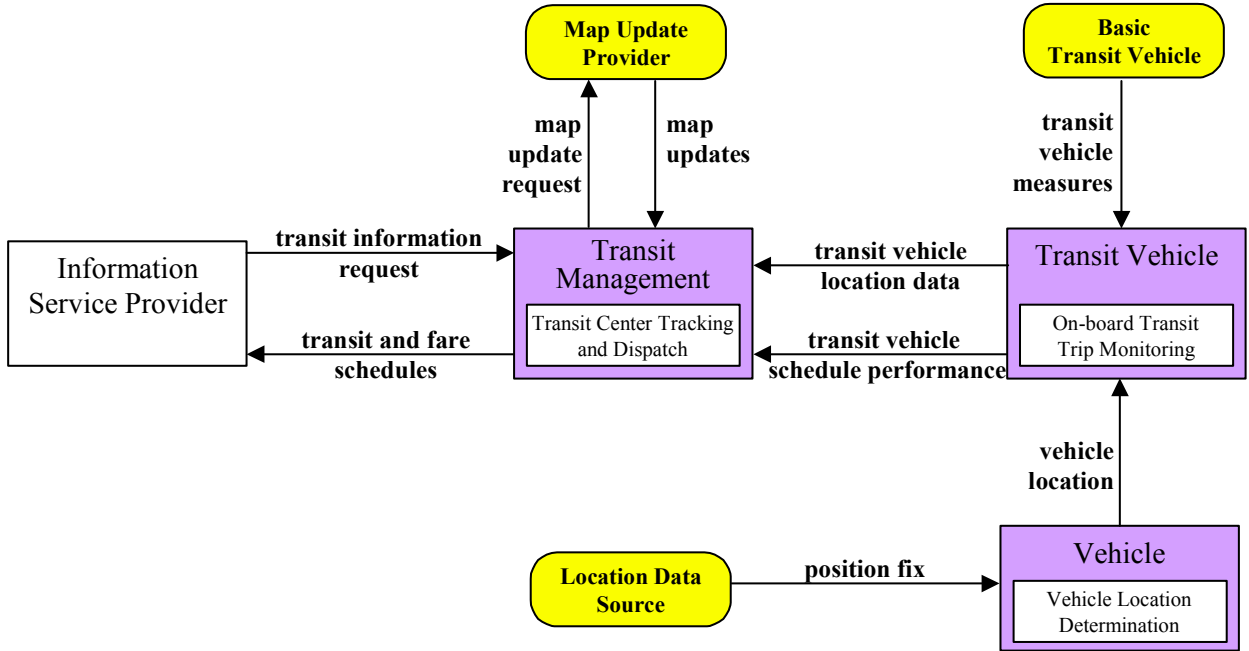 Map Update
Provider
Basic
Transit Vehicle
map
update
request
map
updates
transit
vehicle
measures
Information
Service Provider
transit information
request
transit and fare
schedules
Transit
Management
Transit Center Tracking
and Dispatch
transit vehicle
location data
transit vehicle
schedule performance
Transit Vehicle
On-board Transit
Trip Monitoring
vehicle
location
Location Data
Source
position fix
Vehicle
Vehicle Location
Determination